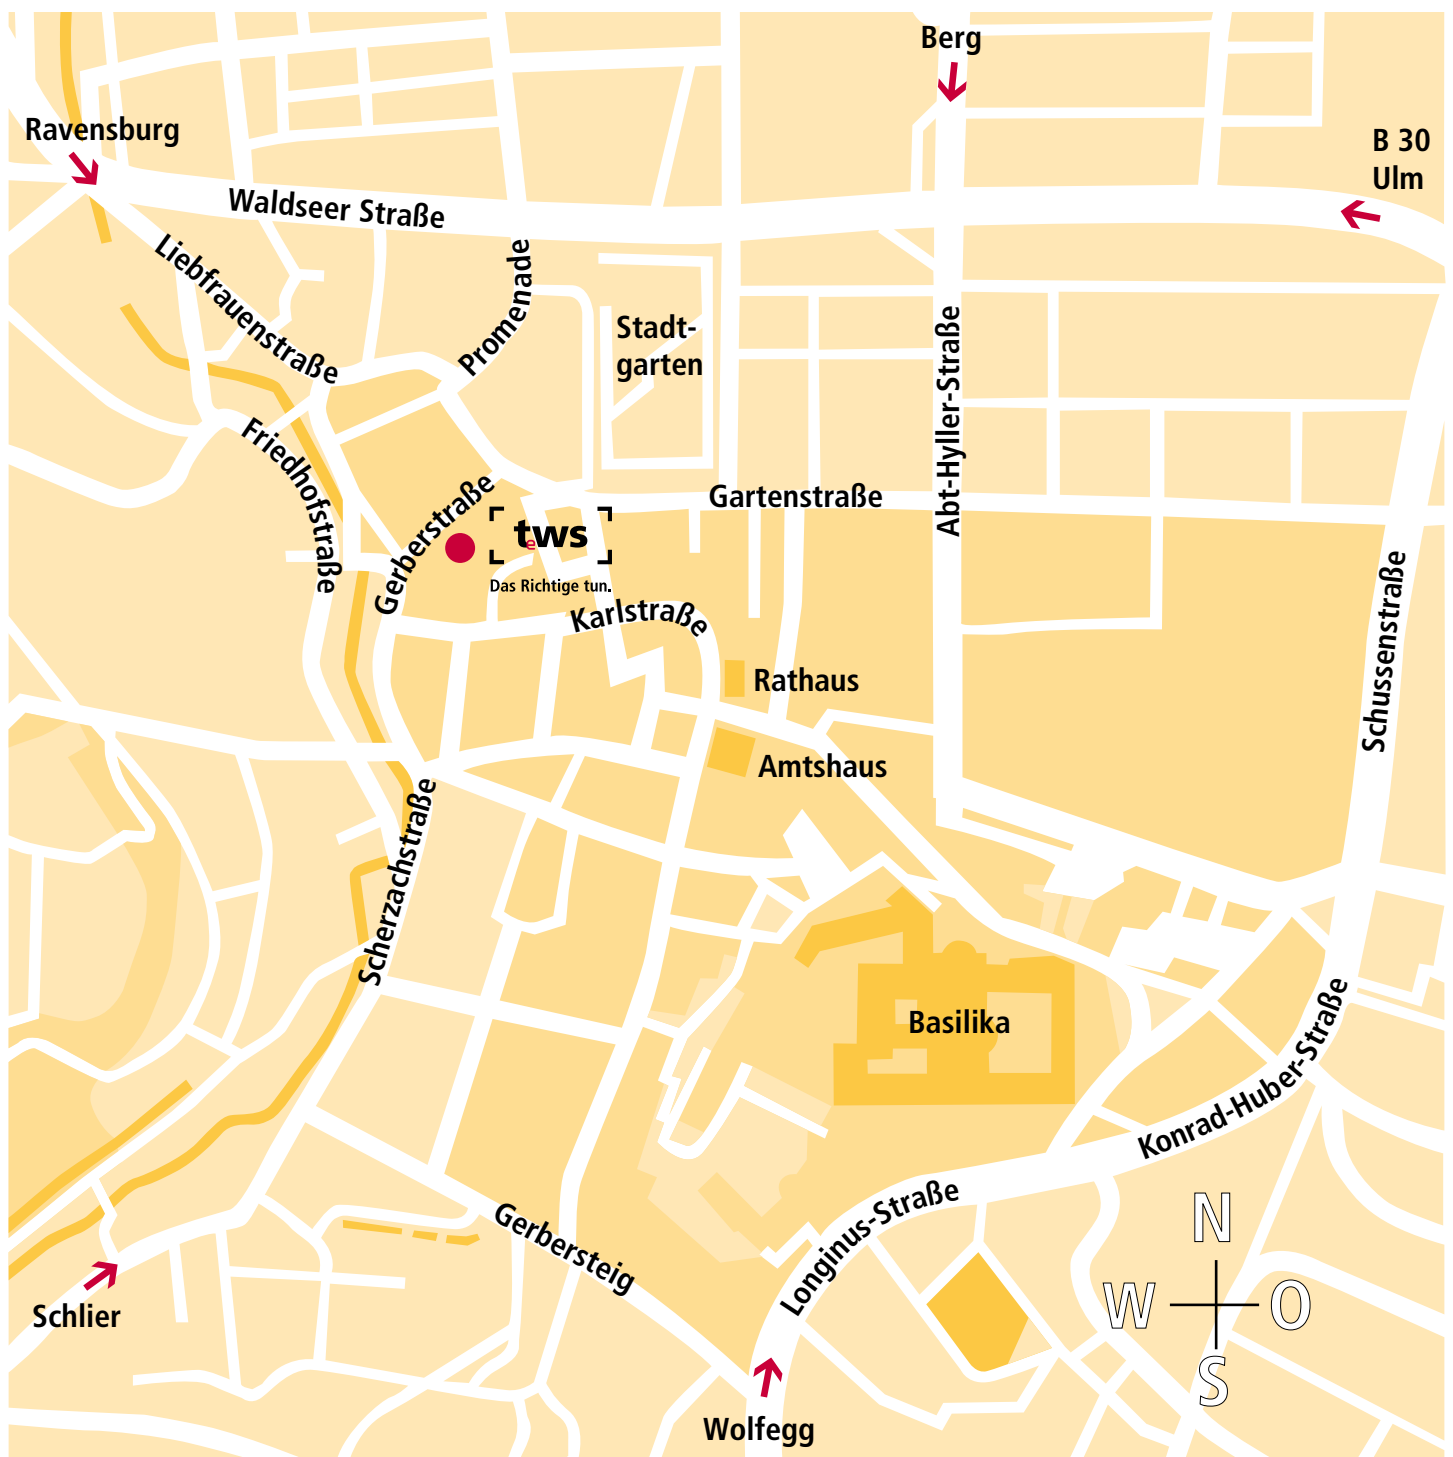 Berg
Ravensburg
B 30
Ulm
Waldseer Straße
Liebfrauenstraße
Promenade
Stadt-
garten
Abt-Hyller-Straße
Friedhofstraße
Gerberstraße
Gartenstraße
tews
Das Richtige tun.
Karlstraße
Schussenstraße
Rathaus
Amtshaus
Scherzachstraße
Basilika
Konrad-Huber-Straße
Longinus-Straße
Gerbersteig
Schlier
Wolfegg
N
W O
S